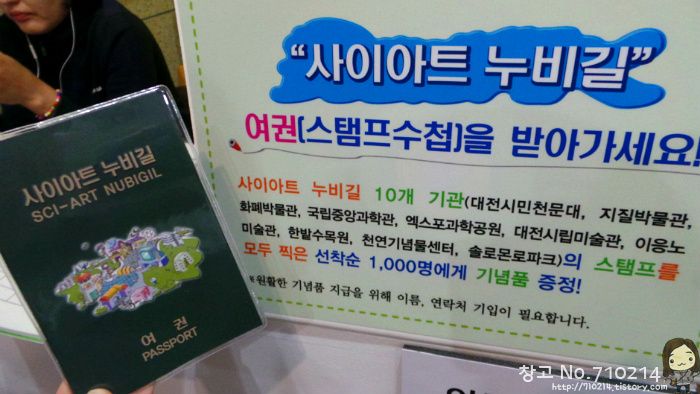 "사이아트 누비길"
여권(스탬프수첩)을 받아가세요!
사이아트 누비길 10개 기관(대전시민천문대, 지질박물관,
화폐박물관, 국립중앙과학관, 엑스포과학공원, 대전시립미술관, 이응노
미술관, 한밭수목원, 천연기념물센터, 솔로몬로파크)의 스탬프를
모두 찍은 선착순 1,000명에게 기념품 증정!
※원활한 기념품 지급을 위해 이름, 연락처 기입이 필요합니다.
사이아트 누비길
SCI-ART NUBIGIL
여 권
PASSPORT
창고 No.710214
http://710214.tistory.com